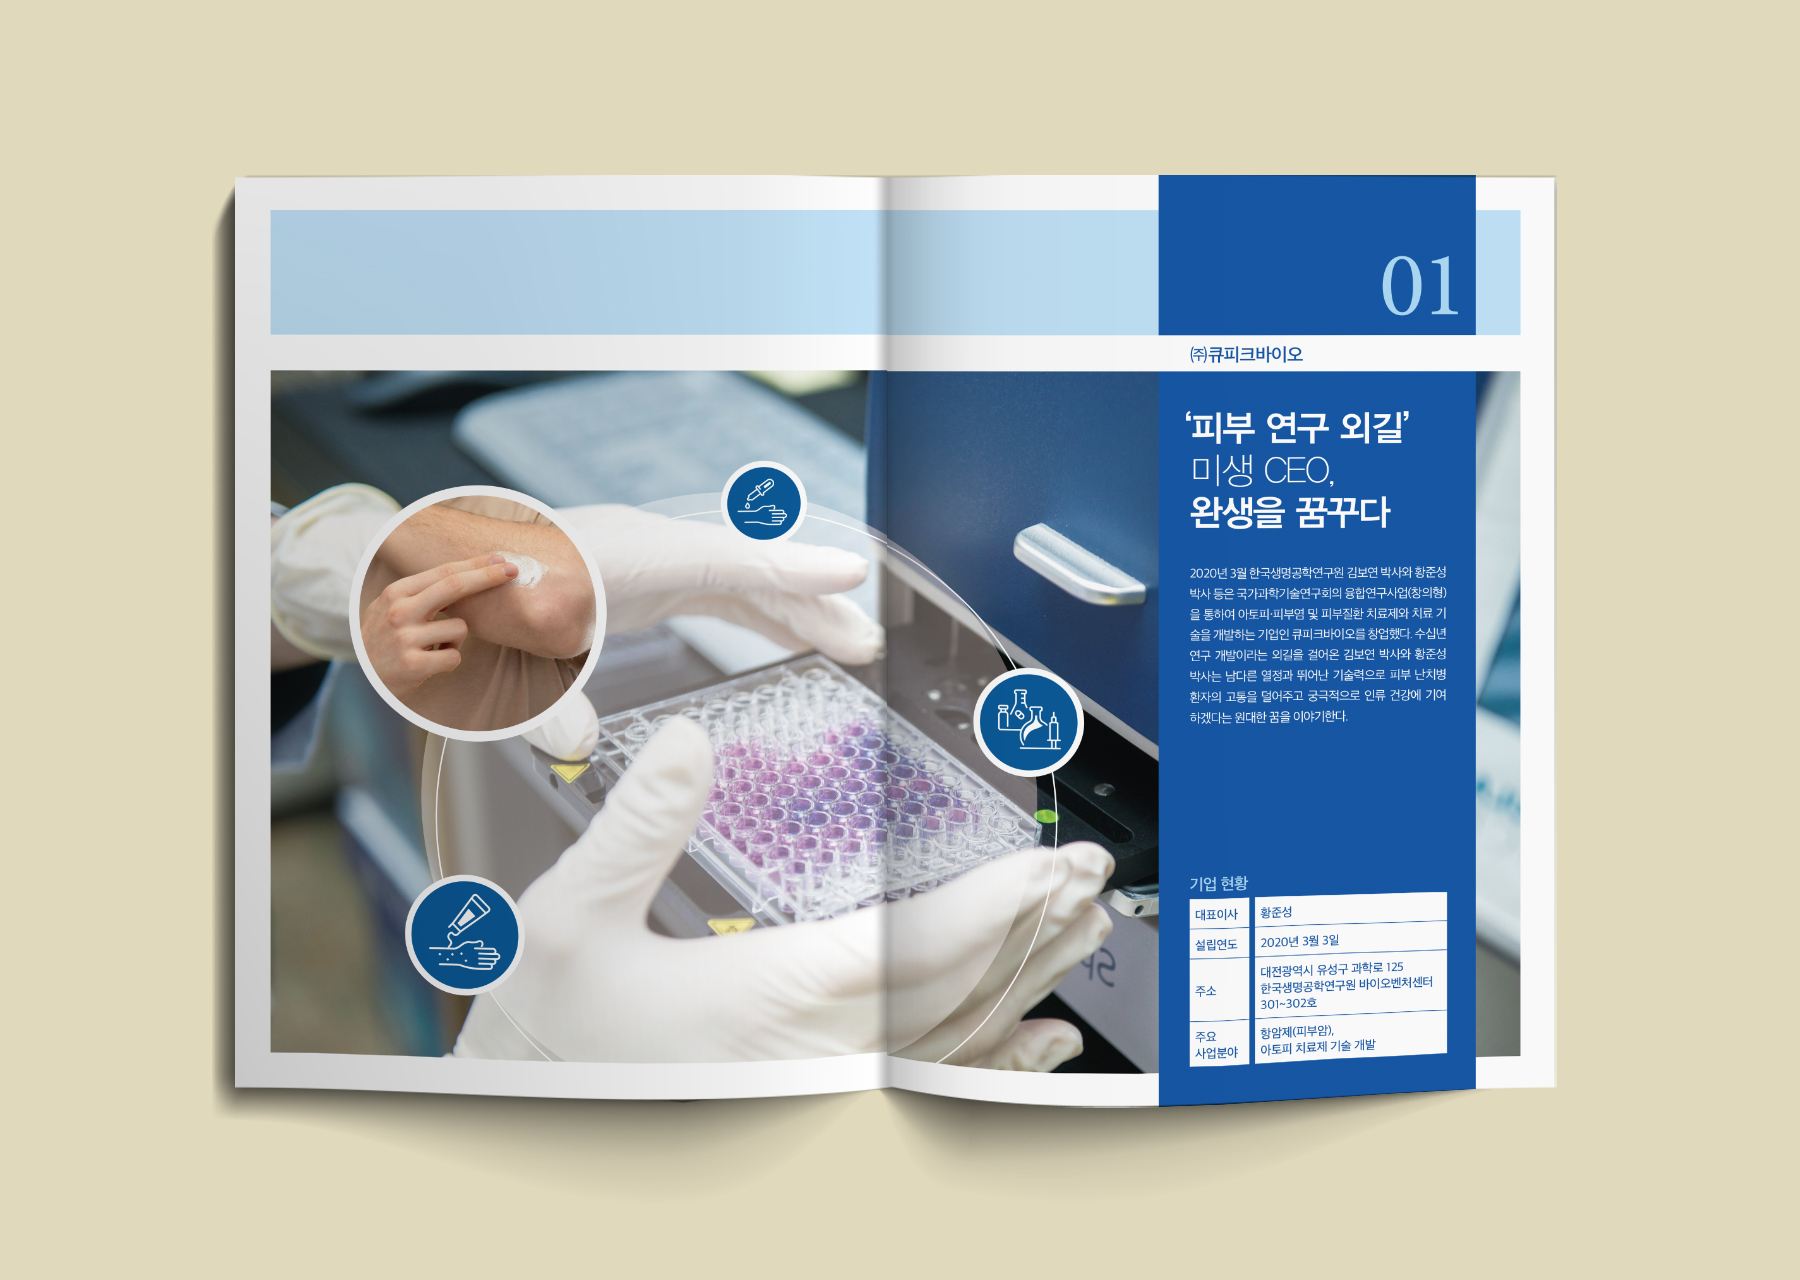 01
㈜큐피크바이오
‘피부 연구 외길’
미생 CEO,
완생을 꿈꾸다
2020년 3월 한국생명공학연구원 김보연 박사와 황준성
박사 등은 국가과학기술연구회의 융합연구사업(창의형)
을 통하여 아토피·피부염 및 피부질환 치료제와 치료 기
술을 개발하는 기업인 큐피크바이오를 창업했다. 수십년
연구 개발이라는 외길을 걸어온 김보연 박사와 황준성
박사는 남다른 열정과 뛰어난 기술력으로 피부 난치병
환자의 고통을 덜어주고 궁극적으로 인류 건강에 기여
하겠다는 원대한 꿈을 이야기한다.
기업 현황
대표이사 황준성
설립연도 2020년 3월 3일
주소 대전광역시 유성구 과학로 125
한국생명공학연구원 바이오벤처센터
301~302호
주요 사업분야 항암제(피부암),
아토피 치료제 기술 개발